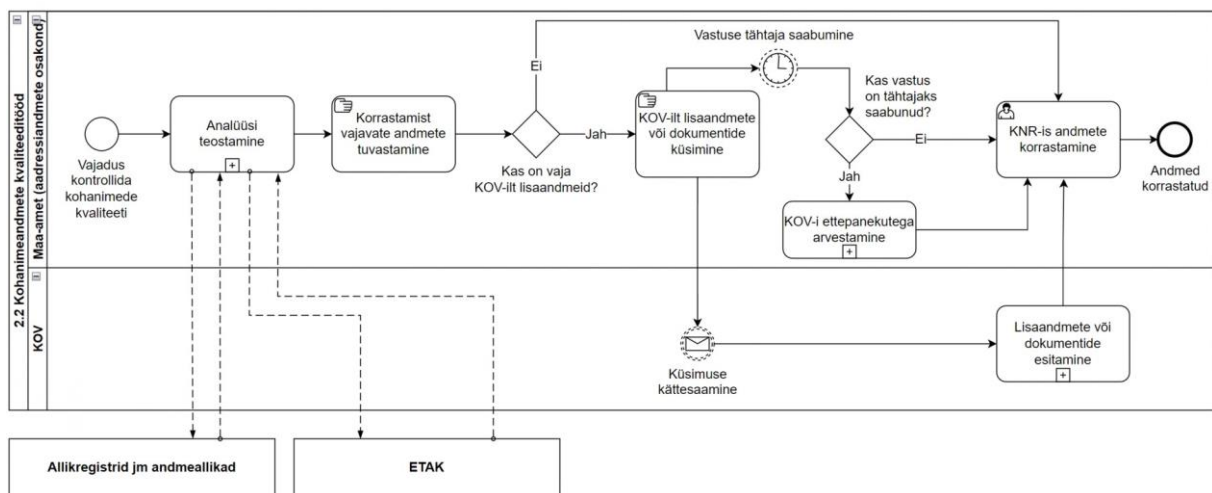 2.2 Kohanimeandmete kvaliteeditööd
Maa-amet (aadressiandmete osakond)
Vajadus
kontrollida
kohanimede
kvaliteeti
Analüüsi
teostamine
Korrastamist
vajavate andmete
tuvastamine
Ei
Jah
Kas on vaja
KOV-ilt lisaandmeid?
KOV-ilt lisaandmete
või dokumentide
küsimine
Vastuse tähtaja saabumine
Kas vastus
on tähtajaks
saabunud?
Ei
Jah
KOV-i ettepanekutega
arvestamine
KNR-is andmete
korrastamine
Andmed
korrastatud
KOV
Küsimuse
kättesaamine
Lisaandmete või
dokumentide
esitamine
Allikregistrid jm andmeallikad
ETAK